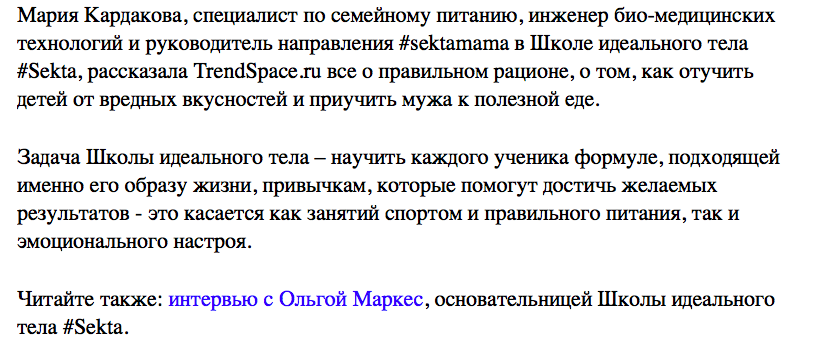 Мария Кардакова, специалист по семейному питанию, инженер био-медицинских
технологий и руководитель направления #sektamama в Школе идеального тела
#Sekta, рассказала TrendSpace.ru все о правильном рационе, о том, как отучить
детей от вредных вкусностей и приучить мужа к полезной еде.
Задача Школы идеального тела – научить каждого ученика формуле, подходящей
именно его образу жизни, привычкам, которые помогут достичь желаемых
результатов - это касается как занятий спортом и правильного питания, так и
эмоционального настроя.
Читайте также: интервью с Ольгой Маркес, основательницей Школы идеального
тела #Sekta.